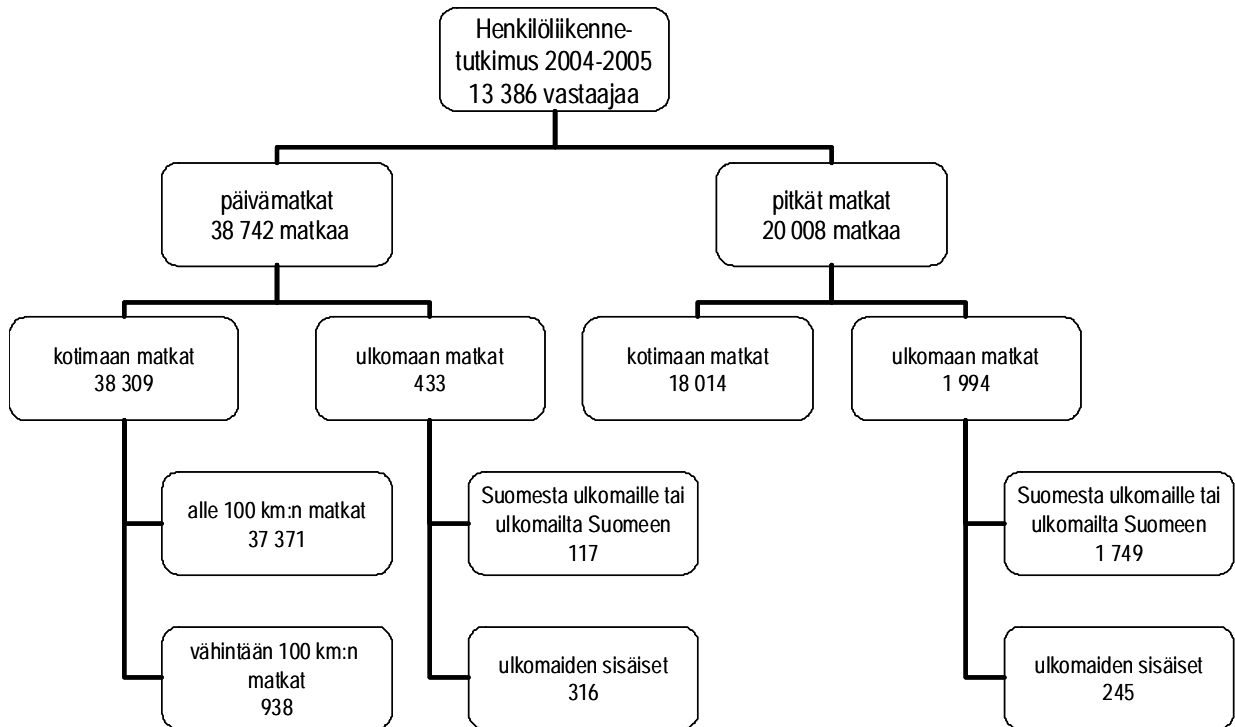 Henkilöliikenne-
tutkimus 2004-2005
13 386 vastaajaa
päivämatkat
38 742 matkaa
pitkät matkat
20 008 matkaa
kotimaan matkat
38 309
ulkomaan matkat
433
kotimaan matkat
18 014
ulkomaan matkat
1 994
alle 100 km:n matkat
37 371
Suomesta ulkomaille tai
ulkomailta Suomeen
117
Suomesta ulkomaille tai
ulkomailta Suomeen
1 749
vähintään 100 km:n
matkat
938
ulkomaiden sisäiset
316
ulkomaiden sisäiset
245